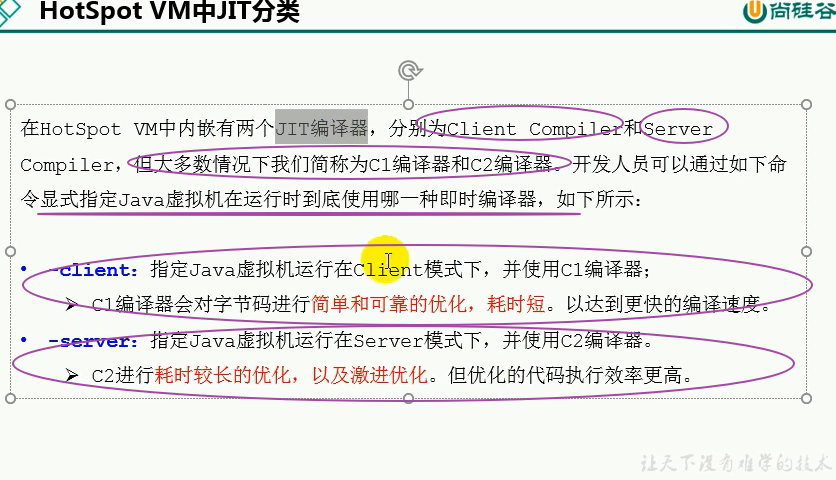 HotSpot VM中JIT分类
尚硅谷
在HotSpot VM中内嵌有两个JIT编译器，分别为Client Compiler和Server
Compiler，但大多数情况下我们简称为C1编译器和C2编译器。开发人员可以通过如下命
令显式指定Java虚拟机在运行时到底使用哪一种即时编译器，如下所示：
• -client：指定Java虚拟机运行在Client模式下，并使用C1编译器；
➢ C1编译器会对字节码进行简单和可靠的优化，耗时短。以达到更快的编译速度。
• -server：指定Java虚拟机运行在Server模式下，并使用C2编译器。
➢ C2进行耗时较长的优化，以及激进优化。但优化的代码执行效率更高。
让天下没有难学的技术